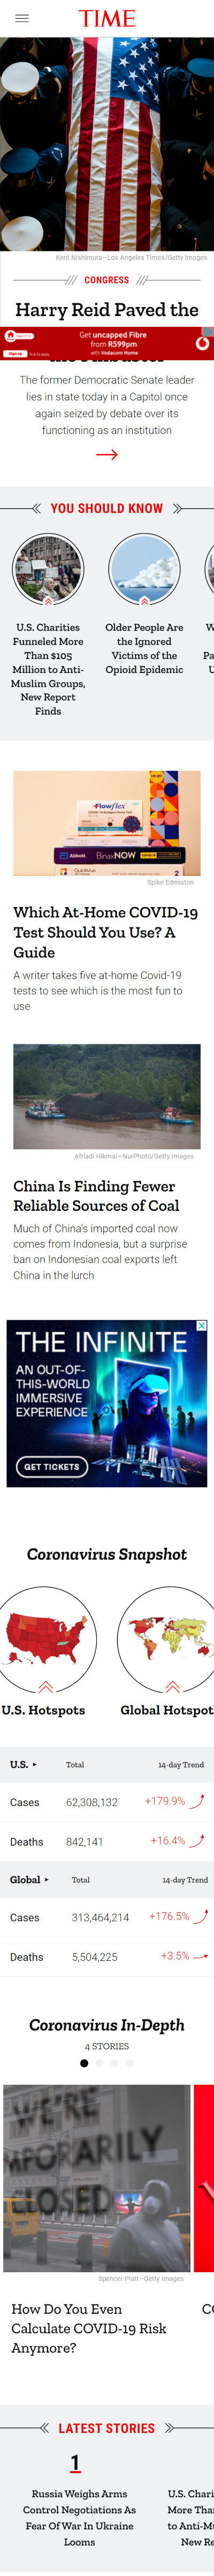 TIME
Kent Nishimura—Los Angeles Times/Getty Images
CONGRESS
Harry Reid Paved the
Get uncapped Fibre
from R599pm
with Vodacom Home
Sign up
The former Democratic Senate leader
lies in state today in a Capitol once
again seized by debate over its
functioning as an institution
YOU SHOULD KNOW
U.S. Charities
Funneled More
Than $105
Million to Anti-
Muslim Groups,
New Report
Finds
Older People Are
the Ignored
Victims of the
Opioid Epidemic
Flowflex
Abbott
BinaxNOW
2
Spike Edmiston
Which At-Home COVID-19
Test Should You Use? A
Guide
A writer takes five at-home Covid-19
tests to see which is the most fun to
use
Afriadi Hikmal—NurPhoto/Getty Images
China Is Finding Fewer
Reliable Sources of Coal
Much of China's imported coal now
comes from Indonesia, but a surprise
ban on Indonesian coal exports left
China in the lurch
THE INFINITE
AN OUT-OF-
THIS-WORLD
IMMERSIVE
EXPERIENCE
GET TICKETS
Coronavirus Snapshot
U.S. Hotspots
Global Hotspot
U.S. Total 14-day Trend
Cases 62,308,132 +179.9%
Deaths 842,141 +16.4%
Global Total 14-day Trend
Cases 313,464,214 +176.5%
Deaths 5,504,225 +3.5%
Coronavirus In-Depth
4 STORIES
Spencer Platt—Getty Images
How Do You Even
Calculate COVID-19 Risk
Anymore?
LATEST STORIES
1
Russia Weighs Arms
Control Negotiations As
Fear Of War In Ukraine
Looms
U.S. Chari
More Tha
to Anti-Mu
New Re